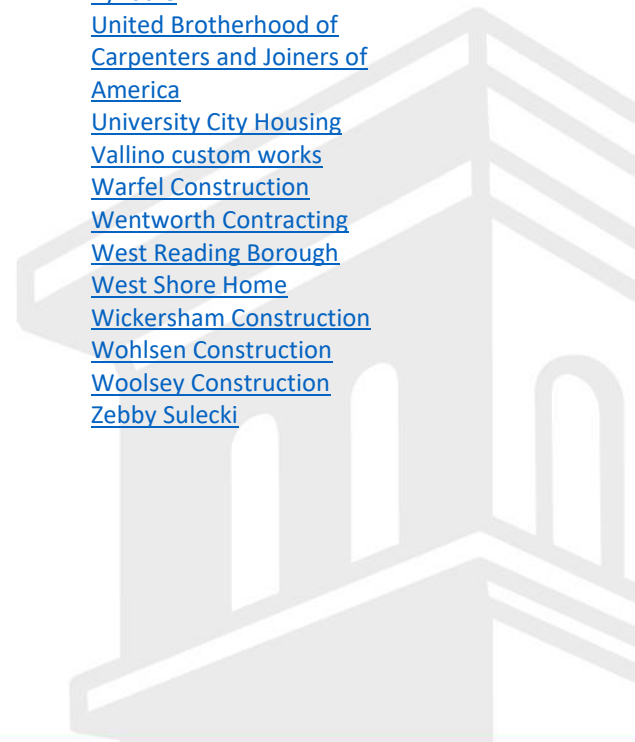 United Brotherhood of
Carpenters and Joiners of
America
University City Housing
Vallino custom works
Warfel Construction
Wentworth Contracting
West Reading Borough
West Shore Home
Wickersham Construction
Wohlsen Construction
Woolsey Construction
Zebby Sulecki